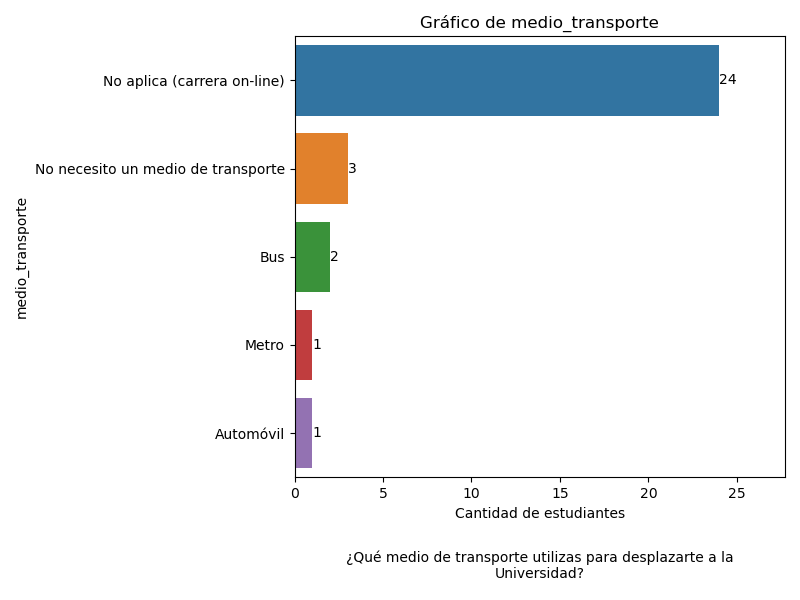 Gráfico de medio_transporte
No aplica (carrera on-line)
24
No necesito un medio de transporte
3
Bus
2
Metro
1
Automóvil
1
medio_transporte
0 5 10 15 20 25
Cantidad de estudiantes
¿Qué medio de transporte utilizas para desplazarte a la
Universidad?